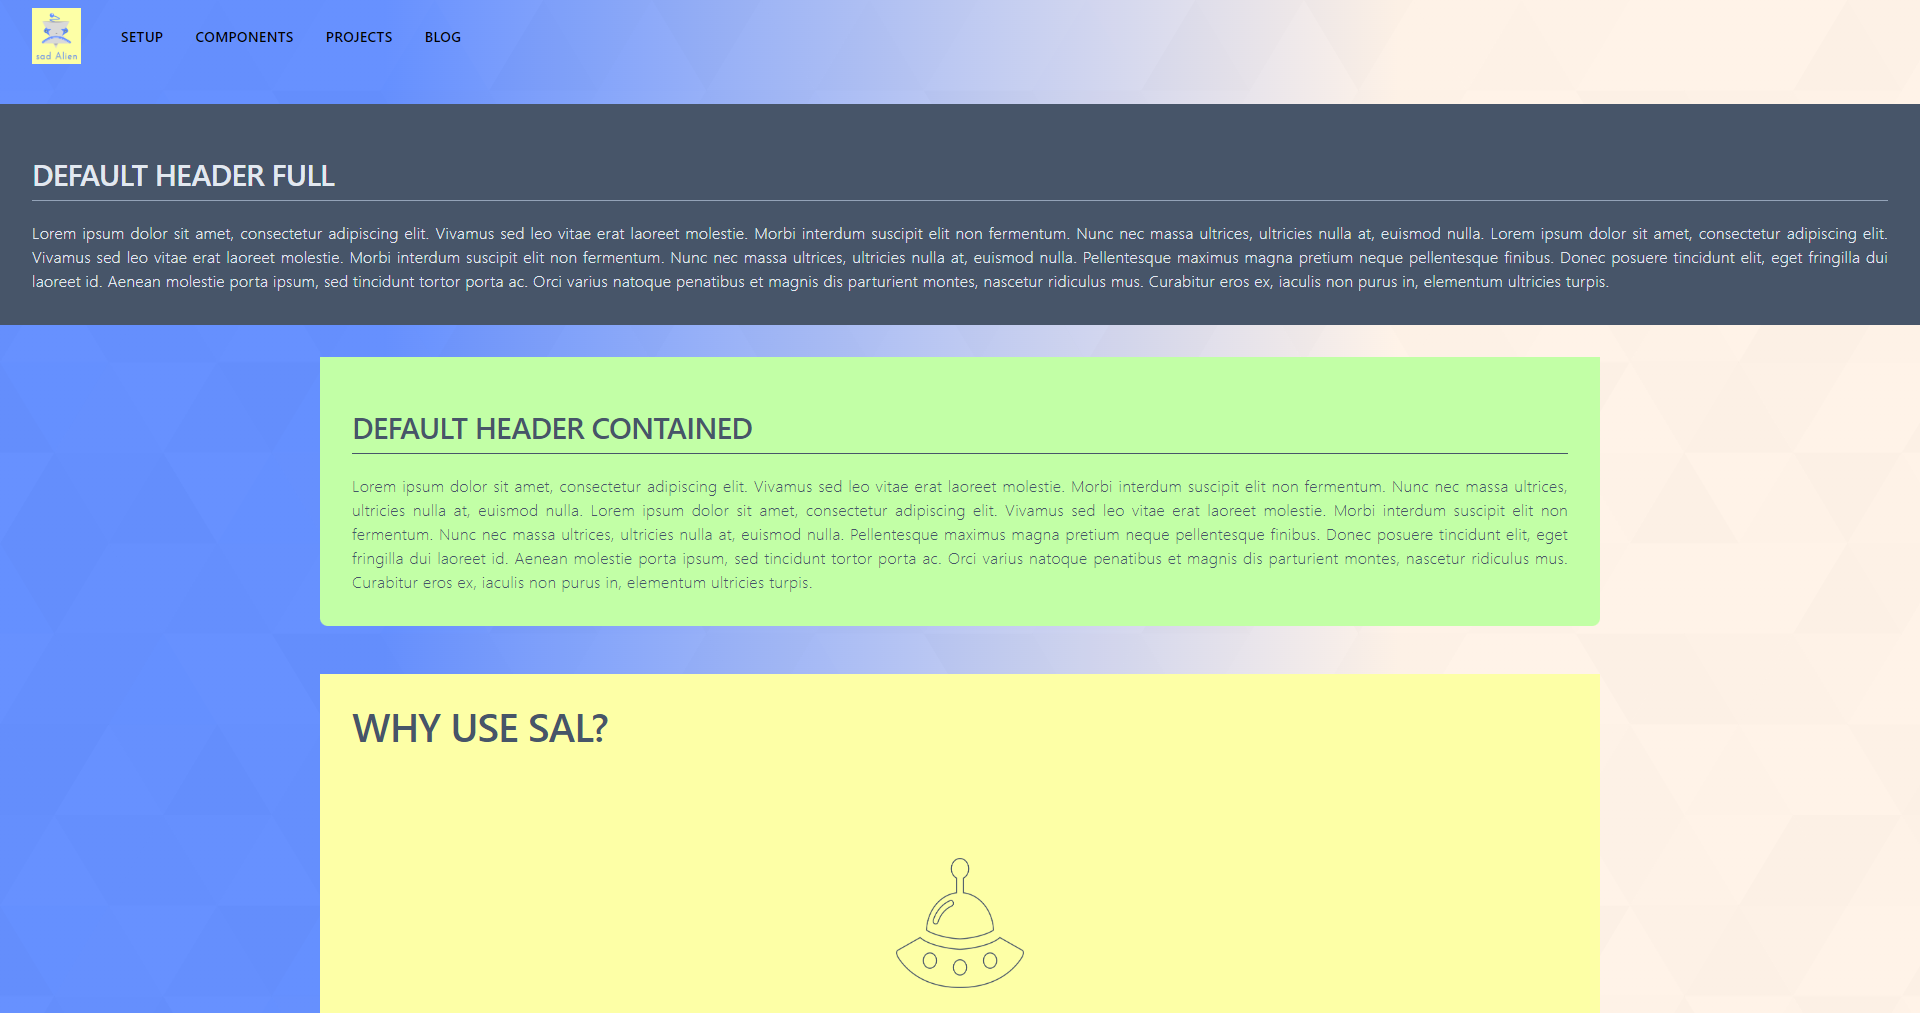 sad Alien
SETUP COMPONENTS PROJECTS BLOG
DEFAULT HEADER FULL
Lorem ipsum dolor sit amet, consectetur adipiscing elit. Vivamus sed leo vitae erat laoreet molestie. Morbi interdum suscipit elit non fermentum. Nunc nec massa ultrices, ultricies nulla at, euismod nulla. Lorem ipsum dolor sit amet, consectetur adipiscing elit.
Vivamus sed leo vitae erat laoreet molestie. Morbi interdum suscipit elit non fermentum. Nunc nec massa ultrices, ultricies nulla at, euismod nulla. Pellentesque maximus magna pretium neque pellentesque finibus. Donec posuere tincidunt elit, eget fringilla dui
laoreet id. Aenean molestie porta ipsum, sed tincidunt tortor porta ac. Orci varius natoque penatibus et magnis dis parturient montes, nascetur ridiculus mus. Curabitur eros ex, iaculis non purus in, elementum ultricies turpis.
DEFAULT HEADER CONTAINED
Lorem ipsum dolor sit amet, consectetur adipiscing elit. Vivamus sed leo vitae erat laoreet molestie. Morbi interdum suscipit elit non fermentum. Nunc nec massa ultrices,
ultricies nulla at, euismod nulla. Lorem ipsum dolor sit amet, consectetur adipiscing elit. Vivamus sed leo vitae erat laoreet molestie. Morbi interdum suscipit elit non
fermentum. Nunc nec massa ultrices, ultricies nulla at, euismod nulla. Pellentesque maximus magna pretium neque pellentesque finibus. Donec posuere tincidunt elit, eget
fringilla dui laoreet id. Aenean molestie porta ipsum, sed tincidunt tortor porta ac. Orci varius natoque penatibus et magnis dis parturient montes, nascetur ridiculus mus.
Curabitur eros ex, iaculis non purus in, elementum ultricies turpis.
WHY USE SAL?